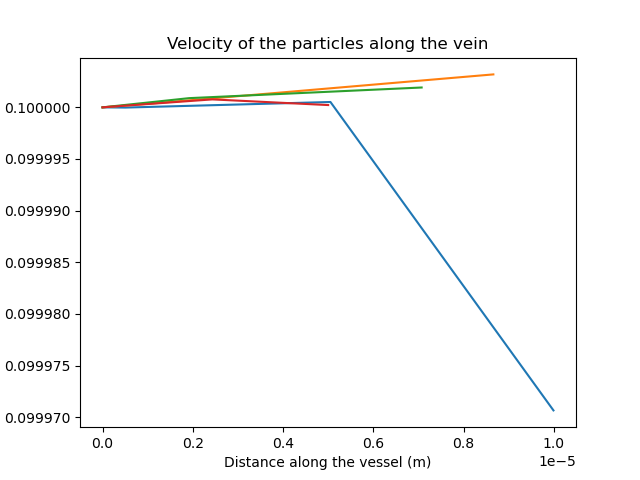 Velocity of the particles along the vein
0.100000
0.099995
0.099990
0.099985
0.099980
0.099975
0.099970
0.0 0.2 0.4 0.6 0.8 1.0
1e−5
Distance along the vessel (m)